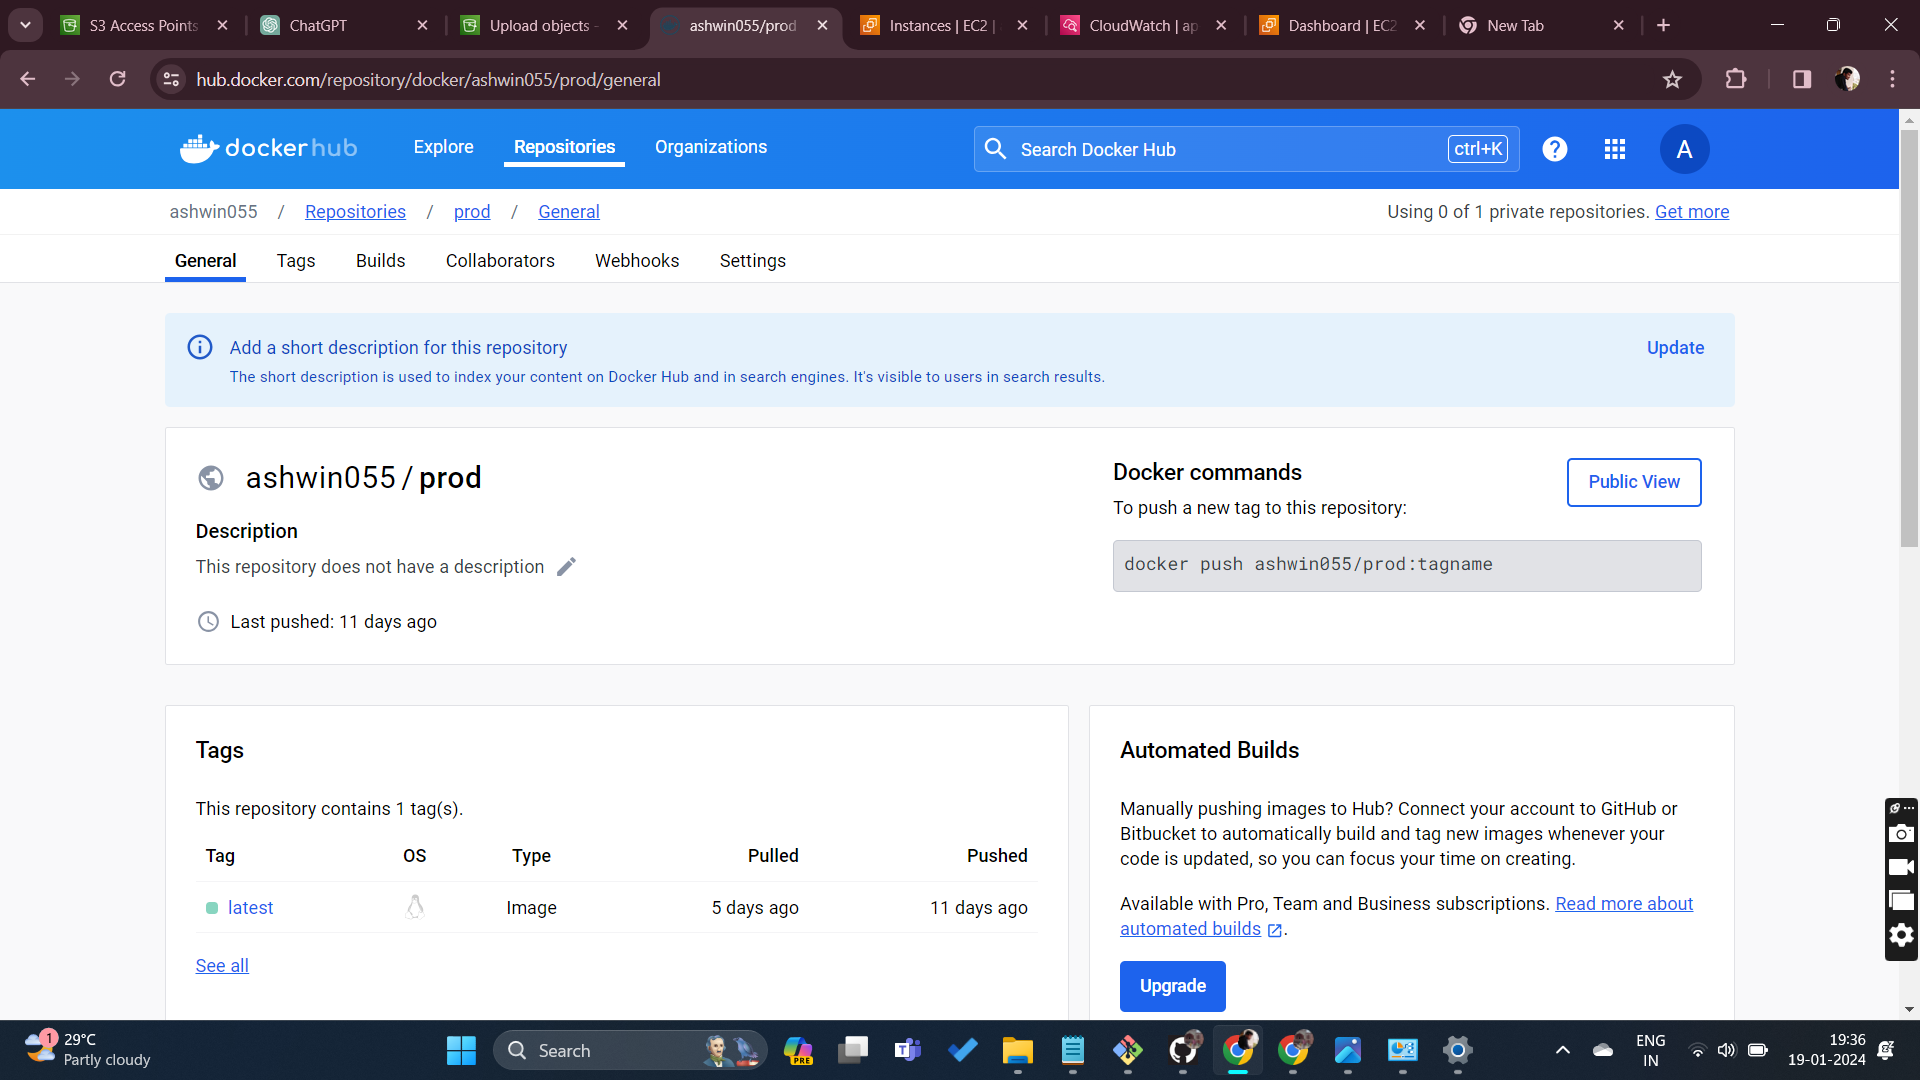 S3 Access Points
ChatGPT
Upload objects -
ashwin055/prod
Instances | EC2 |
CloudWatch | ap
Dashboard | EC2
New Tab
hub.docker.com/repository/docker/ashwin055/prod/general
dockerhub
Explore
Repositories
Organizations
Search Docker Hub
ctrl+K
?
A
ashwin055 / Repositories / prod / General
Using 0 of 1 private repositories. Get more
General
Tags
Builds
Collaborators
Webhooks
Settings
Add a short description for this repository
Update
The short description is used to index your content on Docker Hub and in search engines. It's visible to users in search results.
ashwin055 / prod
Description
This repository does not have a description
Last pushed: 11 days ago
Docker commands
Public View
To push a new tag to this repository:
docker push ashwin055/prod:tagname
Tags
This repository contains 1 tag(s).
Tag OS Type Pulled Pushed
latest Image 5 days ago 11 days ago
See all
Automated Builds
Manually pushing images to Hub? Connect your account to GitHub or
Bitbucket to automatically build and tag new images whenever your
code is updated, so you can focus your time on creating.
Available with Pro, Team and Business subscriptions. Read more about
automated builds .
Upgrade
1
29°C
Partly cloudy
Search
PRE
ENG
IN
19:36
19-01-2024